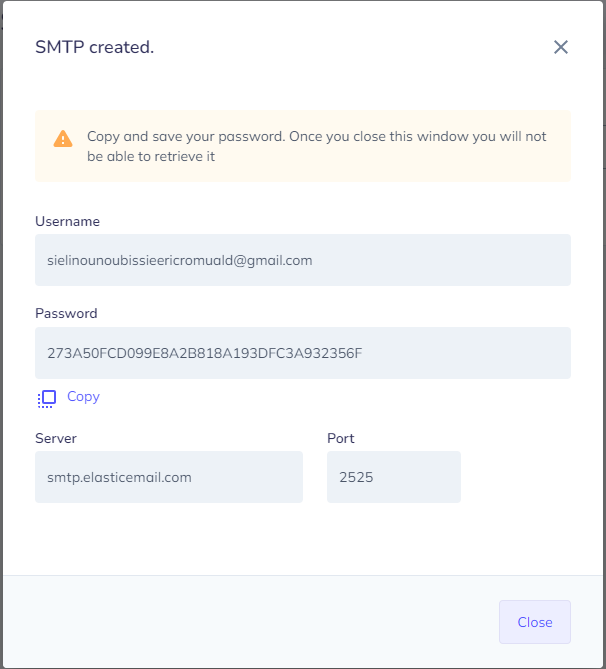 SMTP created.
Copy and save your password. Once you close this window you will not
be able to retrieve it
Username
sielinounoubissieericromuald@gmail.com
Password
273A50FCD099E8A2B818A193DFC3A932356F
Copy
Server
Port
smtp.elasticemail.com
2525
Close